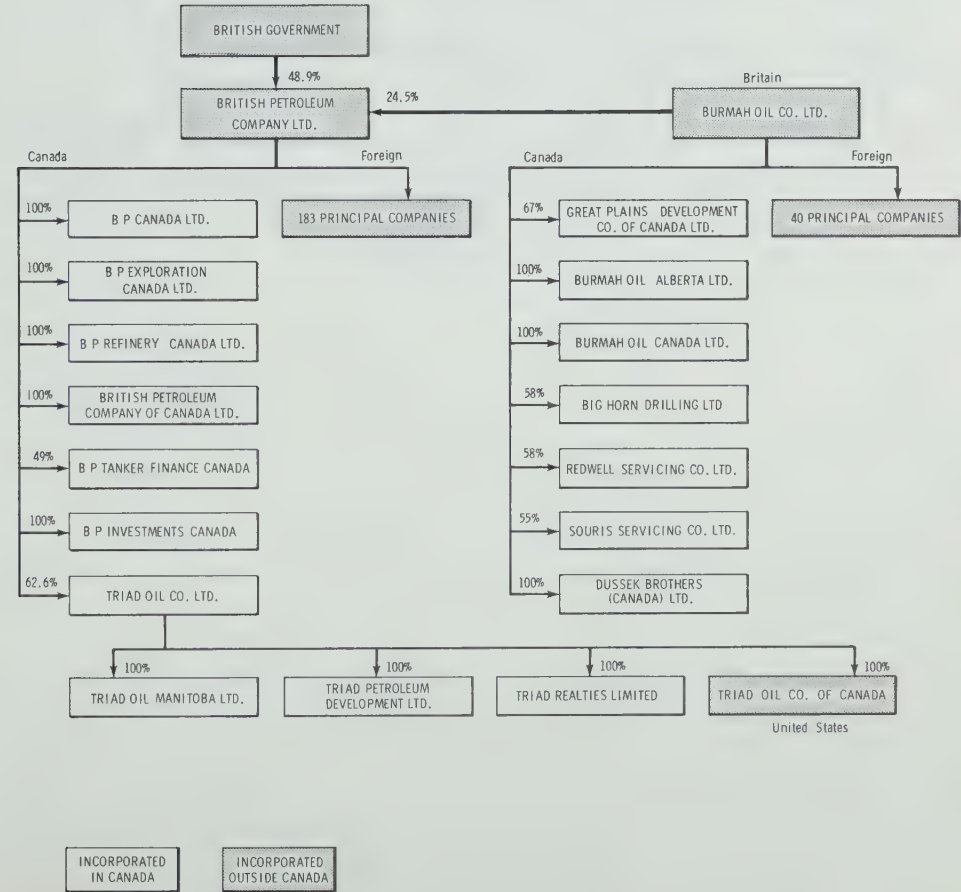 BRITISH GOVERNMENT
48.9%
Britain
BRITISH PETROLEUM
COMPANY LTD.
24.5%
BURMAH OIL CO. LTD.
Canada
Foreign
Canada
Foreign
100%
B P CANADA LTD.
183 PRINCIPAL COMPANIES
67%
GREAT PLAINS DEVELOPMENT
CO. OF CANADA LTD.
40 PRINCIPAL COMPANIES
100%
B P EXPLORATION
CANADA LTD.
100%
BURMAH OIL ALBERTA LTD.
100%
B P REFINERY CANADA LTD.
100%
BURMAH OIL CANADA LTD.
100%
BRITISH PETROLEUM
COMPANY OF CANADA LTD.
58%
BIG HORN DRILLING LTD
49%
B P TANKER FINANCE CANADA
58%
REDWELL SERVICING CO. LTD.
100%
B P INVESTMENTS CANADA
55%
SOURIS SERVICING CO. LTD.
62.6%
TRIAD OIL CO. LTD.
100%
DUSSEK BROTHERS
(CANADA) LTD.
100%
TRIAD OIL MANITOBA LTD.
100%
TRIAD PETROLEUM
DEVELOPMENT LTD.
100%
TRIAD REALTIES LIMITED
100%
TRIAD OIL CO. OF CANADA
United States
INCORPORATED
IN CANADA
INCORPORATED
OUTSIDE CANADA